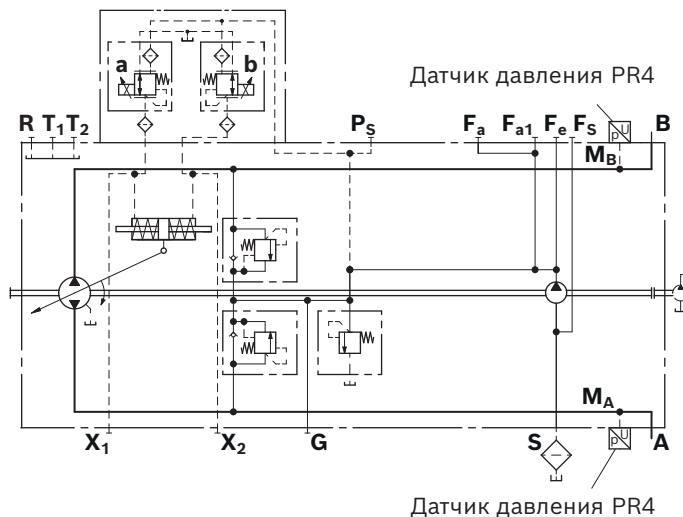 a b
Датчик давления PR4
R T1 T2 PS Fa Fa1 Fe FS p U B
MB
MA
X1 X2 G S p U A
Датчик давления PR4